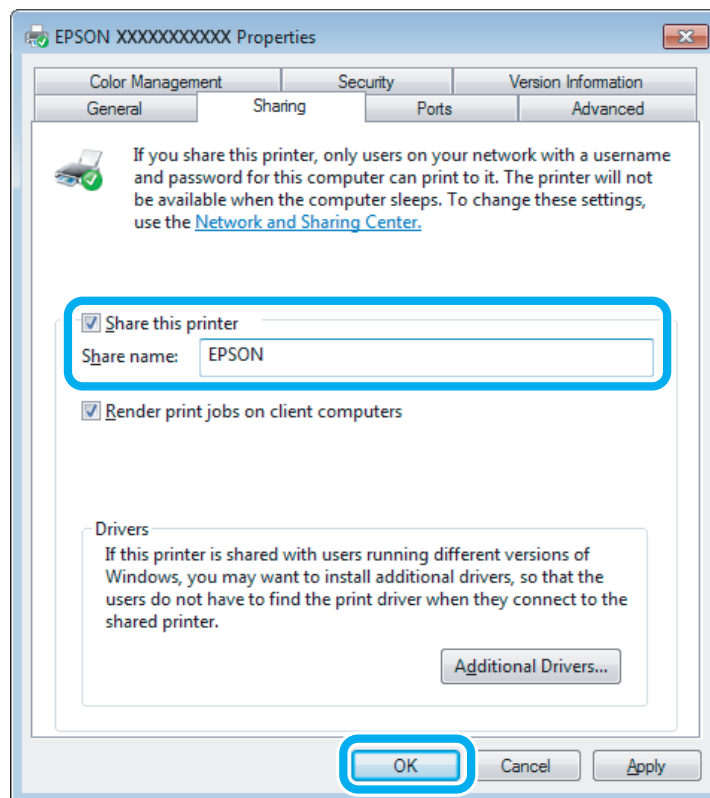 EPSON XXXXXXXXXXX Properties
Color Management Security Version Information
General Sharing Ports Advanced
If you share this printer, only users on your network with a username
and password for this computer can print to it. The printer will not
be available when the computer sleeps. To change these settings,
use the Network and Sharing Center.
Share this printer
Share name: EPSON
Render print jobs on client computers
Drivers
If this printer is shared with users running different versions of
Windows, you may want to install additional drivers, so that the
users do not have to find the print driver when they connect to the
shared printer.
Additional Drivers...
OK Cancel Apply